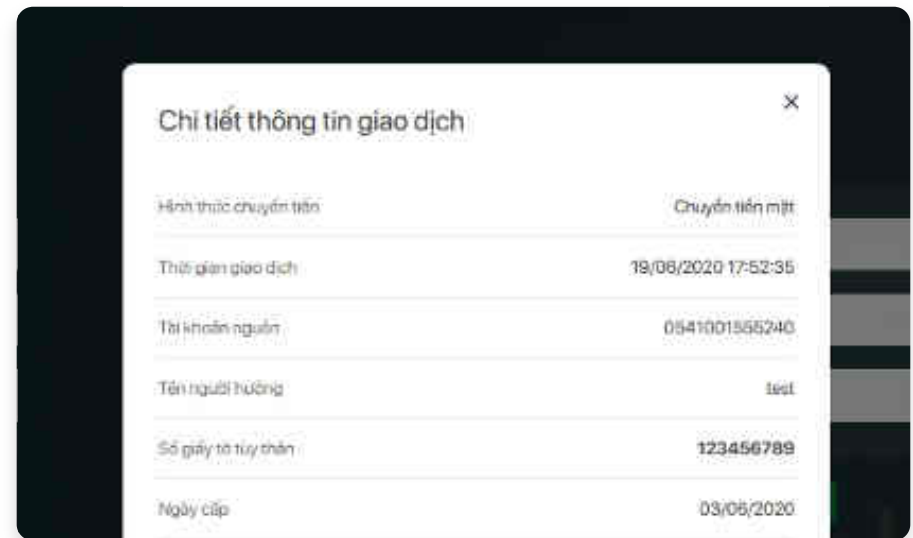 Chi tiết thông tin giao dịch
Hình thức chuyển tiền Chuyển tiền mặt
Thời gian giao dịch 19/06/2020 17:52:35
Tài khoản nguồn 0541001555240
Tên người hưởng test
Số giấy tờ tùy thân 123456789
Ngày cấp 03/06/2020